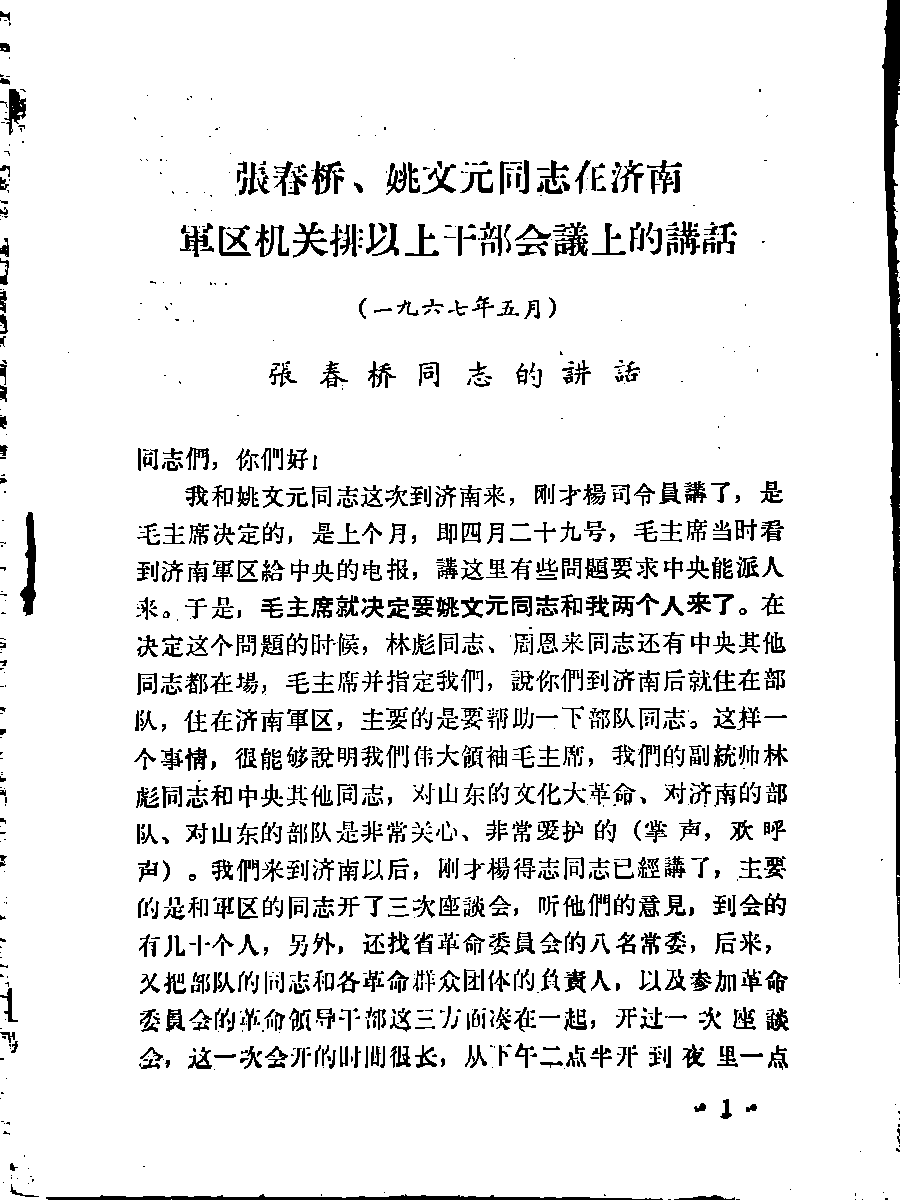 張春桥、姚文元同志在济南
軍区机关排以上干部会議上的講話
(一九六七年五月)
張春桥同志的講話
同志們，你們好！
我和姚文元同志这次到济南来，刚才楊司令員講了，是
毛主席决定的，是上个月，即四月二十九号，毛主席当时看
到济南軍区給中央的电报，講这里有些問題要求中央能派人
来。于是，毛主席就决定要姚文元同志和我两个人来了。在
决定这个問題的时候，林彪同志、周恩来同志还有中央其他
同志都在場，毛主席并指定我們，說你們到济南后就住在部
队，住在济南軍区，主要的是要帮助一下部队同志。这样一
个事情，很能够說明我們伟大領袖毛主席，我們的副統帅林
彪同志和中央其他同志，对山东的文化大革命、对济南的部
队、对山东的部队是非常关心、非常爱护的（掌声，欢呼
声）。我們来到济南以后，刚才楊得志同志已經講了，主要
的是和軍区的同志开了三次座談会，听他們的意見，到会的
有几十个人，另外，还找省革命委員会的八名常委，后来，
又把部队的同志和各革命群众团体的負責人，以及参加革命
委員会的革命領导干部这三方面凑在一起，开过一次座談
会，这一次会开的时間很长，从下午二点半开到夜里一点
· 1 ·